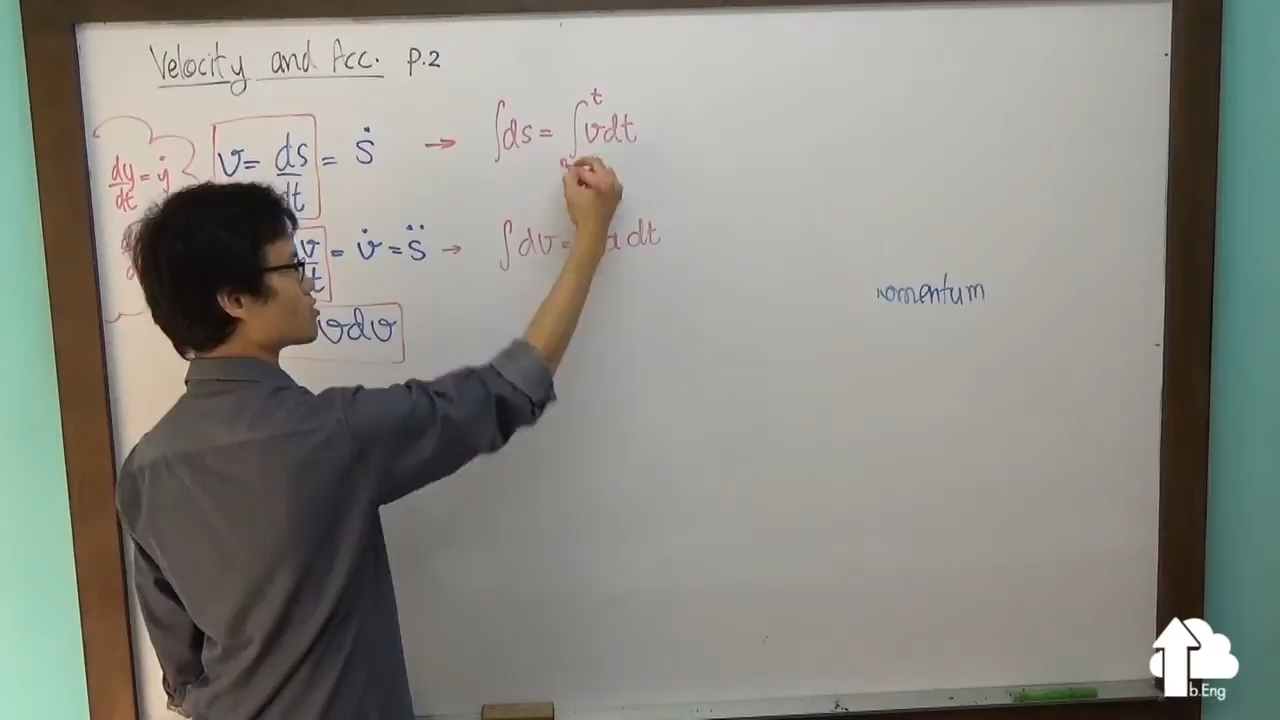 Velocity and Acc. P.2
dy/dt = ẏ
v = ds/dt = ṡ → ∫ds = ∫ᵗ v dt
= v̇ = s̈ → ∫dv = dt
vdv
momentum
b.Eng